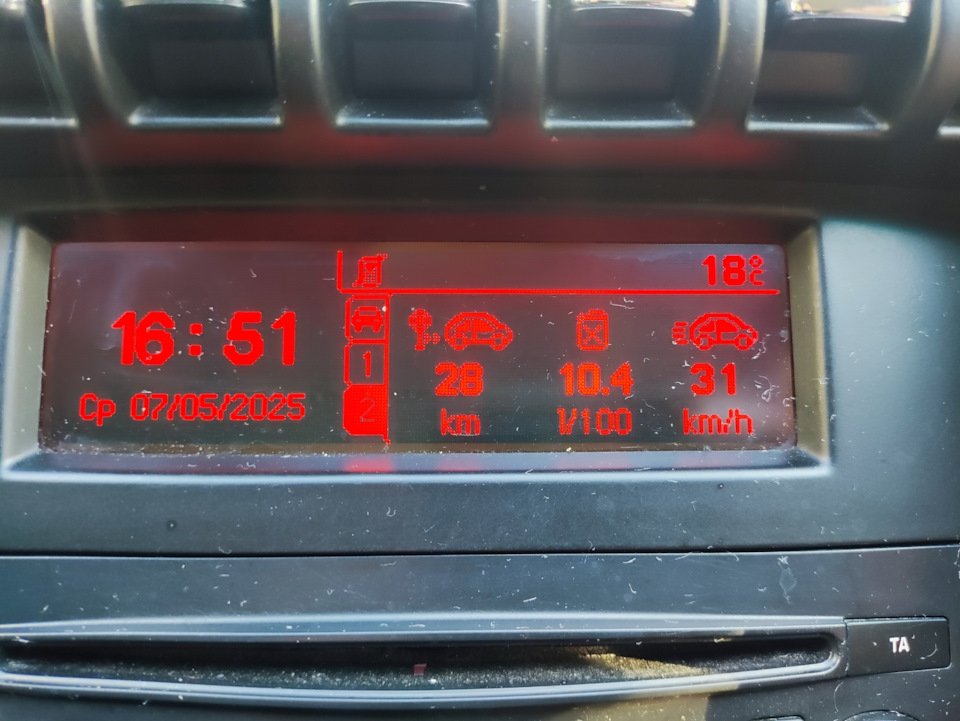 18°C
16:51
Ср 07/05/2025
1
2
28 10.4 31
km l/100 km/h
TA